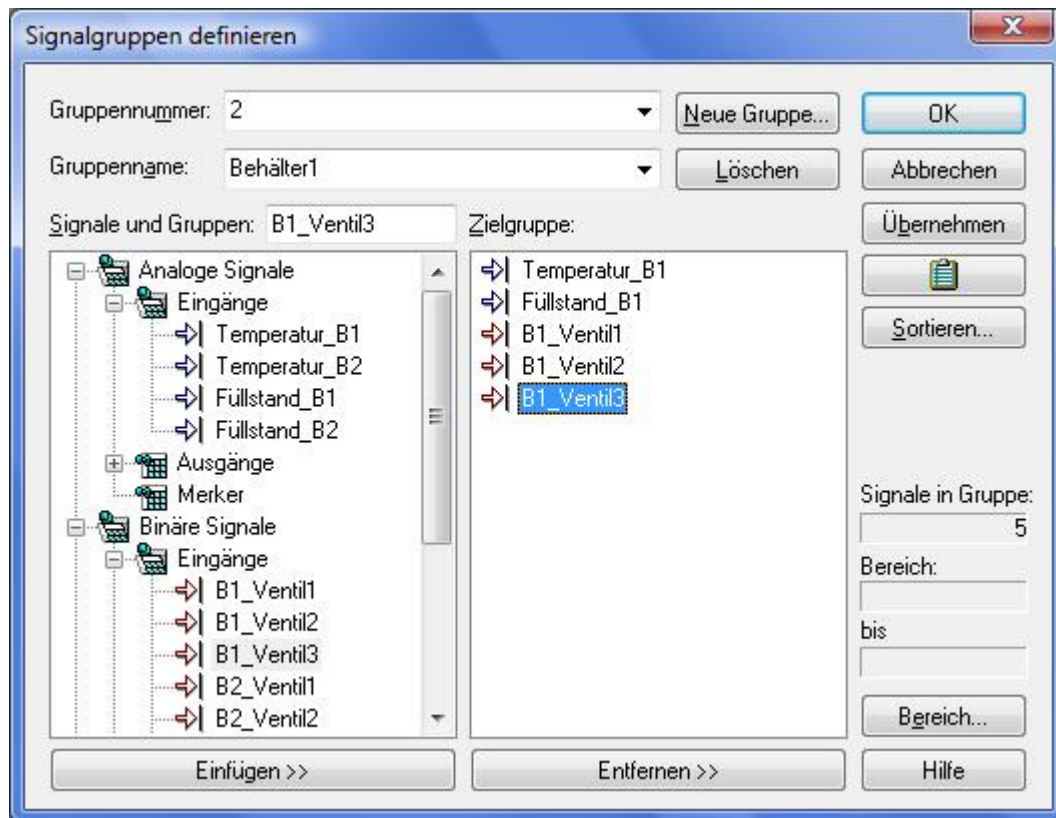 Signalgruppen definieren
Gruppennummer: 2 Neue Gruppe... OK
Gruppenname: Behälter1 Löschen Abbrechen
Signale und Gruppen: B1_Ventil3 Zielgruppe: Übernehmen
Analoge Signale
Eingänge
Temperatur_B1
Temperatur_B2
Füllstand_B1
Füllstand_B2
Ausgänge
Merker
Binäre Signale
Eingänge
B1_Ventil1
B1_Ventil2
B1_Ventil3
B2_Ventil1
B2_Ventil2
Temperatur_B1
Füllstand_B1
B1_Ventil1
B1_Ventil2
B1_Ventil3
Sortieren...
Signale in Gruppe:
5
Bereich:
bis
Bereich...
Einfügen >> Entfernen >> Hilfe